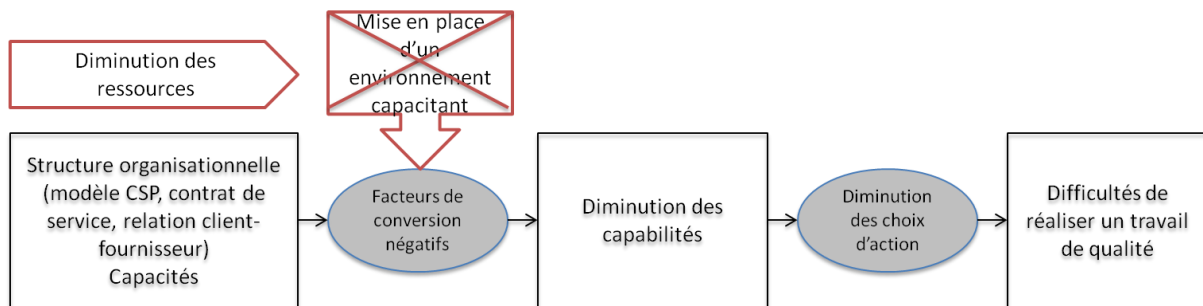 Diminution des
ressources
Mise en place
d'un
environnement
capacitant
Structure organisationnelle
(modèle CSP, contrat de
service, relation client-
fournisseur)
Capacités
Facteurs de
conversion
négatifs
Diminution des
capabilités
Diminution
des choix
d'action
Difficultés de
réaliser un travail
de qualité